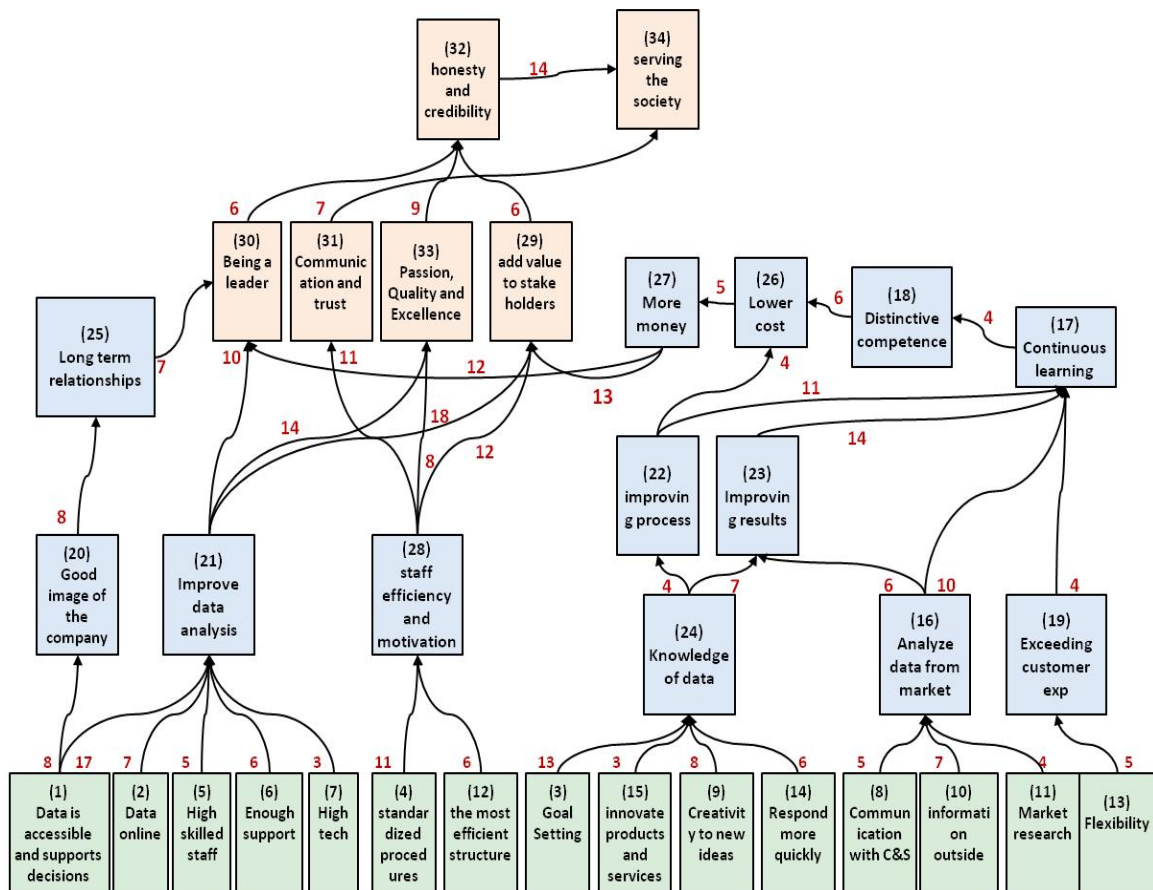 (32)
honesty
and
credibility
14
(34)
serving
the
society
6
7
9
6
(30)
Being a
leader
(31)
Communic
ation and
trust
(33)
Passion,
Quality and
Excellence
(29)
add value
to stake
holders
(27)
More
money
5
(26)
Lower
cost
6
(18)
Distinctive
competence
4
(17)
Continuous
learning
(25)
Long term
relationships
7
10
11
12
13
4
11
14
18
8
12
14
(22)
improvin
g process
(23)
Improvin
g results
8
(20)
Good
image of
the
company
(21)
Improve
data
analysis
(28)
staff
efficiency
and
motivation
4
7
6
10
4
(24)
Knowledge
of data
(16)
Analyze
data from
market
(19)
Exceeding
customer
exp
8
17
7
5
6
3
11
6
13
3
8
6
5
7
4
5
(1)
Data is
accessible
and supports
decisions
(2)
Data
online
(5)
High
skilled
staff
(6)
Enough
support
(7)
High
tech
(4)
standar
dized
proced
ures
(12)
the most
efficient
structure
(3)
Goal
Setting
(15)
innovate
products
and
services
(9)
Creativit
y to new
ideas
(14)
Respond
more
quickly
(8)
Commun
ication
with C&S
(10)
informati
on
outside
(11)
Market
research
(13)
Flexibility